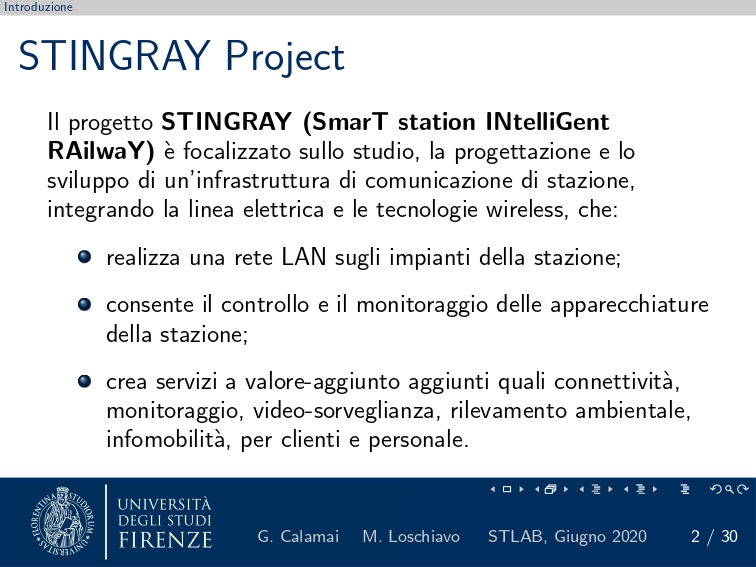 Introduzione
STINGRAY Project
Il progetto STINGRAY (SmarT station INtelliGent
RAilwaY) è focalizzato sullo studio, la progettazione e lo
sviluppo di un'infrastruttura di comunicazione di stazione,
integrando la linea elettrica e le tecnologie wireless, che:
realizza una rete LAN sugli impianti della stazione;
consente il controllo e il monitoraggio delle apparecchiature
della stazione;
crea servizi a valore-aggiunto aggiunti quali connettività,
monitoraggio, video-sorveglianza, rilevamento ambientale,
infomobilità, per clienti e personale.
FLORENTINA STUDIORUM UNIVERSITAS
UNIVERSITÀ
DEGLI STUDI
FIRENZE
G. Calamai M. Loschiavo STLAB, Giugno 2020 2 / 30